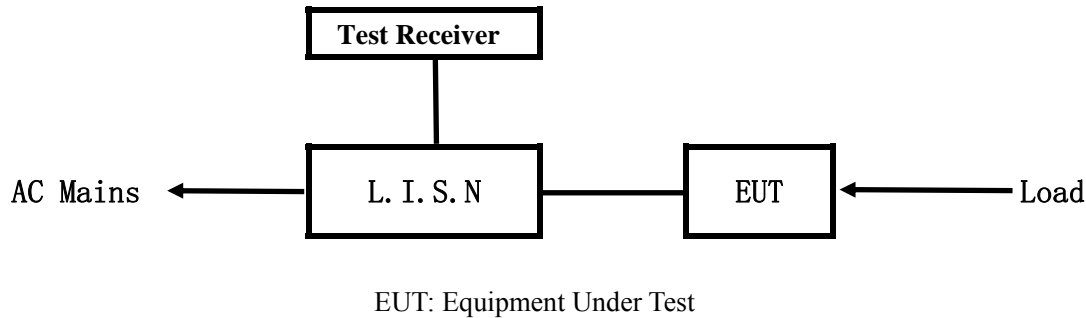 Test Receiver
AC Mains L.I.S.N EUT Load
EUT: Equipment Under Test